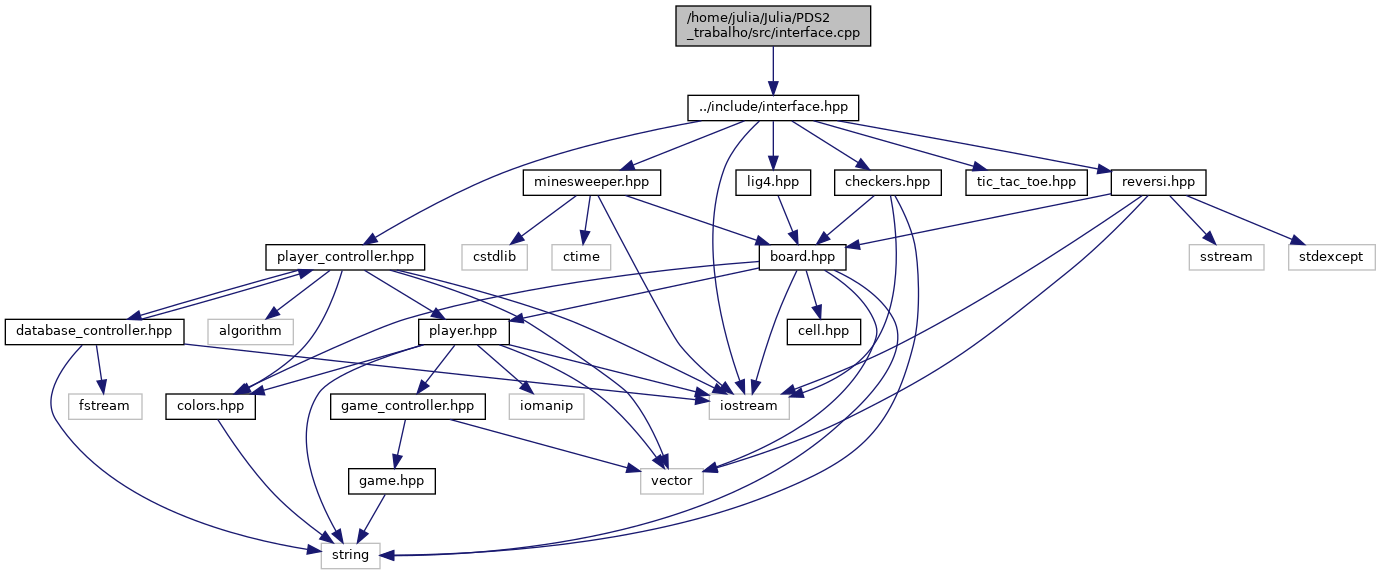 /home/julia/Julia/PDS2
_trabalho/src/interface.cpp
../include/interface.hpp
minesweeper.hpp
lig4.hpp
checkers.hpp
tic_tac_toe.hpp
reversi.hpp
player_controller.hpp
cstdlib
ctime
board.hpp
sstream
stdexcept
database_controller.hpp
algorithm
player.hpp
cell.hpp
fstream
colors.hpp
game_controller.hpp
iomanip
iostream
game.hpp
vector
string